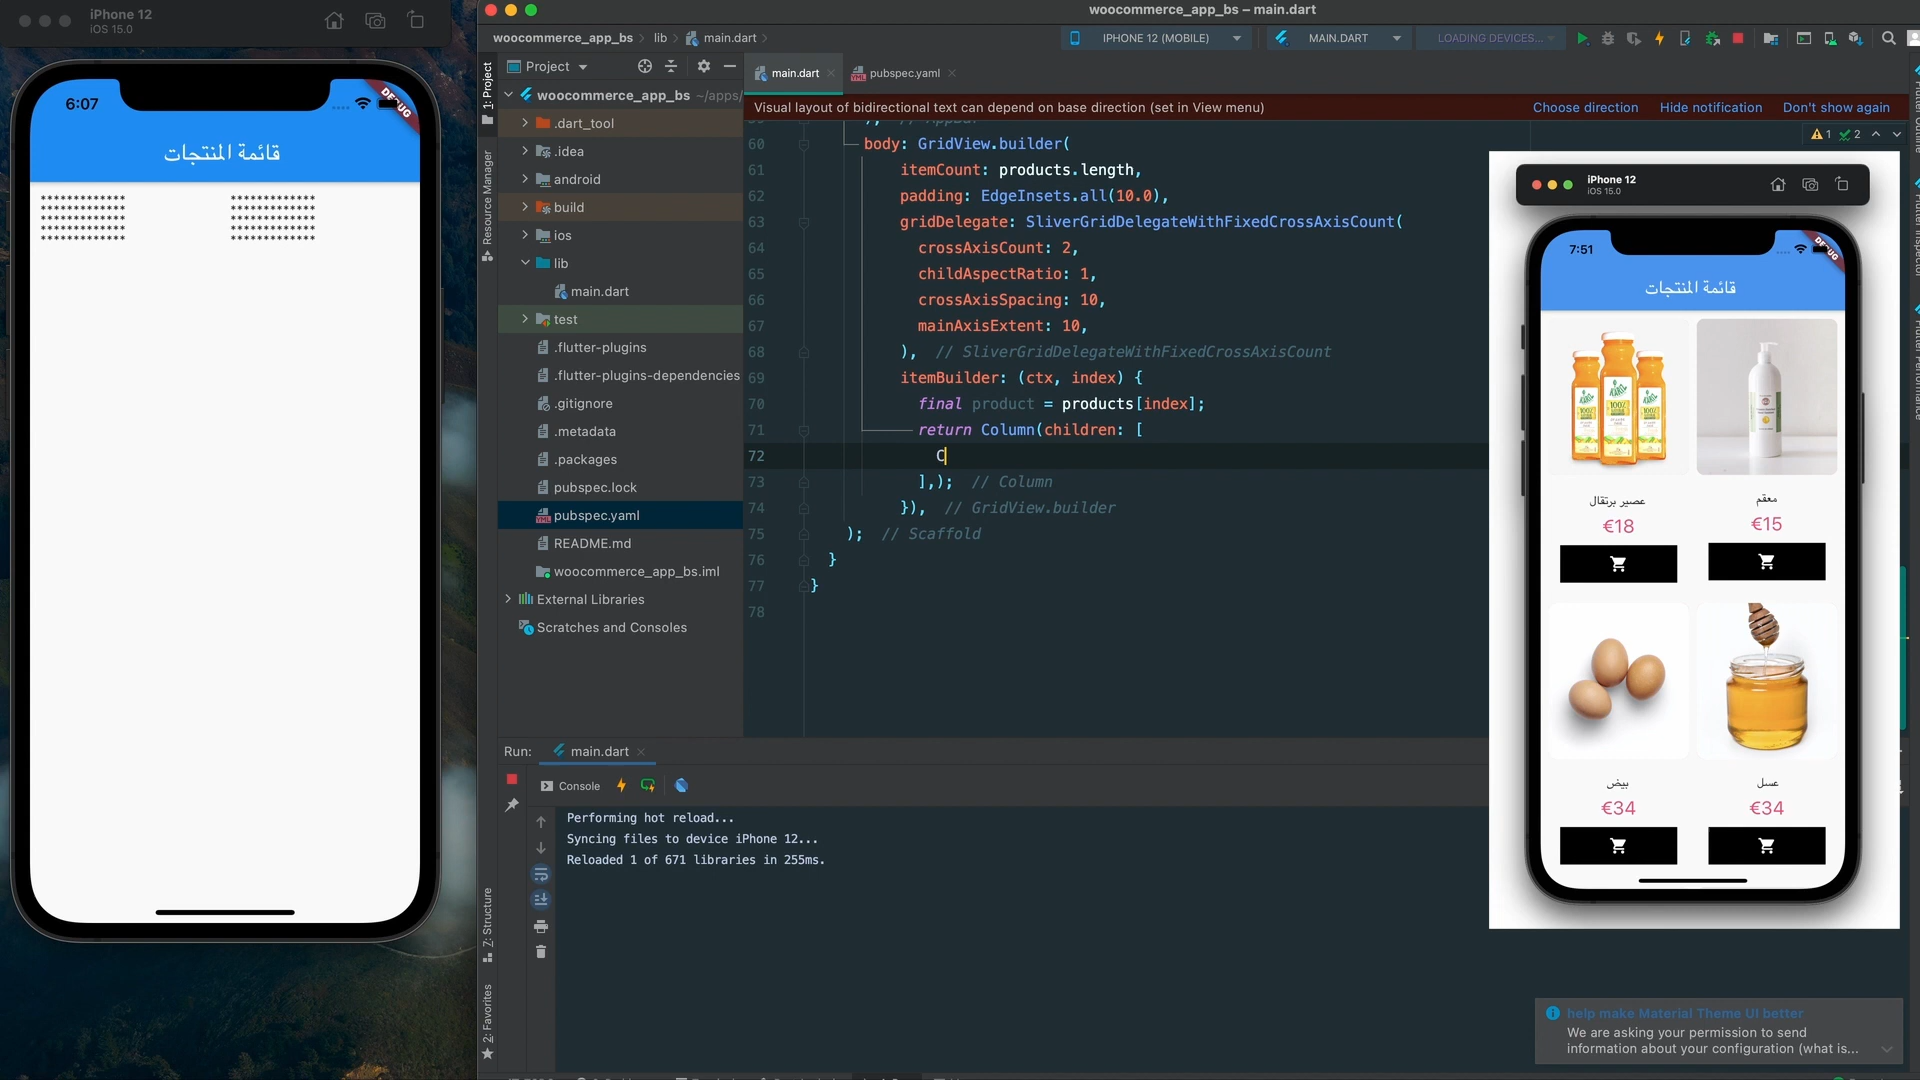 iPhone 12
iOS 15.0
6:07
DEBUG
قائمة المنتجات
*************
*************
*************
*************
*************
*************
*************
*************
*************
*************
woocommerce_app_bs – main.dart
woocommerce_app_bs
lib
main.dart
IPHONE 12 (MOBILE)
MAIN.DART
LOADING DEVICES...
1: Project
Resource Manager
Z: Structure
2: Favorites
Project
woocommerce_app_bs ~/apps/
.dart_tool
.idea
android
build
ios
lib
main.dart
test
.flutter-plugins
.flutter-plugins-dependencies
.gitignore
.metadata
.packages
pubspec.lock
pubspec.yaml
README.md
woocommerce_app_bs.iml
External Libraries
Scratches and Consoles
main.dart
pubspec.yaml
Visual layout of bidirectional text can depend on base direction (set in View menu)
Choose direction
Hide notification
Don't show again
1 2
60 body: GridView.builder(
61 itemCount: products.length,
62 padding: EdgeInsets.all(10.0),
63 gridDelegate: SliverGridDelegateWithFixedCrossAxisCount(
64 crossAxisCount: 2,
65 childAspectRatio: 1,
66 crossAxisSpacing: 10,
67 mainAxisExtent: 10,
68 ), // SliverGridDelegateWithFixedCrossAxisCount
69 itemBuilder: (ctx, index) {
70 final product = products[index];
71 return Column(children: [
72 C
73 ],); // Column
74 }), // GridView.builder
75 ); // Scaffold
76 }
77 }
78
Run:
main.dart
Console
Performing hot reload...
Syncing files to device iPhone 12...
Reloaded 1 of 671 libraries in 255ms.
iPhone 12
iOS 15.0
7:51
DEBUG
قائمة المنتجات
عصير برتقال
€18
معقم
€15
بيض
€34
عسل
€34
help make Material Theme UI better
We are asking your permission to send
information about your configuration (what is...
Flutter Inspector
Flutter Performance